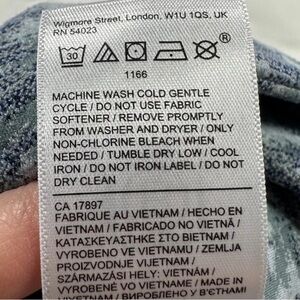 Wigmore Street, London, W1U 1QS, UK
RN 54023
30
®
1166
MACHINE WASH COLD GENTLE
CYCLE / DO NOT USE FABRIC
SOFTENER / REMOVE PROMPTLY
FROM WASHER AND DRYER / ONLY
NON-CHLORINE BLEACH WHEN
NEEDED / TUMBLE DRY LOW / COOL
IRON / DO NOT IRON LABEL / DO NOT
DRY CLEAN
CA 17897
FABRIQUÉ AU VIETNAM / HECHO EN
VIETNAM / FABRICADO NO VIETNÃ /
ΚΑΤΑΣΚΕΥΑΣΤΗΚΕ ΣΤΟ ΒΙΕΤΝΑΜ /
VYROBENO VE VIETNAMU / ZEMLJA
PROIZVODNJE VIJETNAM /
SZÁRMAZÁSI HELY: VIETNÁM /
VYROBENÉ VO VIETNAME /
VIETNAM / ВИРОБЛЕНО У В'ЄТНАМІ